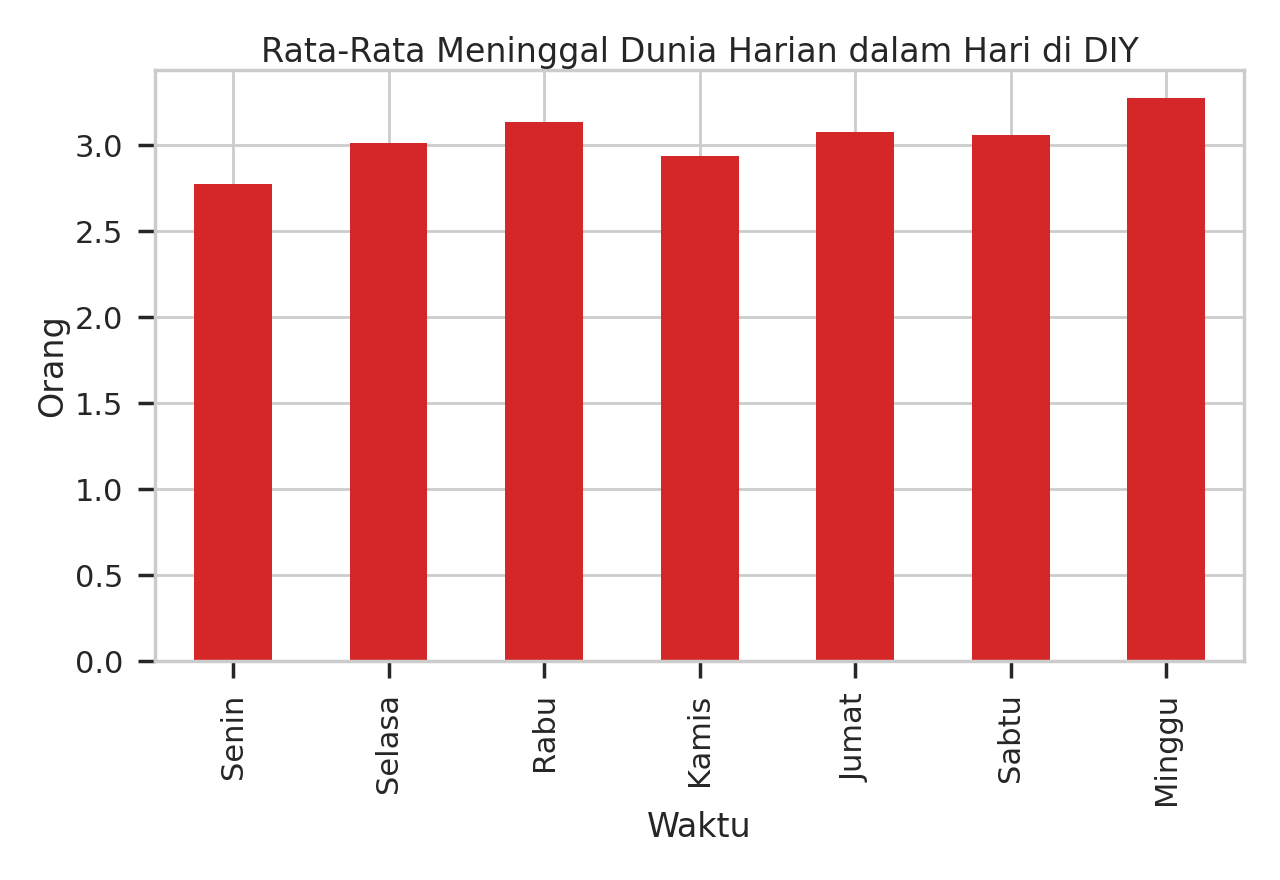 Rata-Rata Meninggal Dunia Harian dalam Hari di DIY
Orang
3.0
2.5
2.0
1.5
1.0
0.5
0.0
Senin
Selasa
Rabu
Kamis
Jumat
Sabtu
Minggu
Waktu